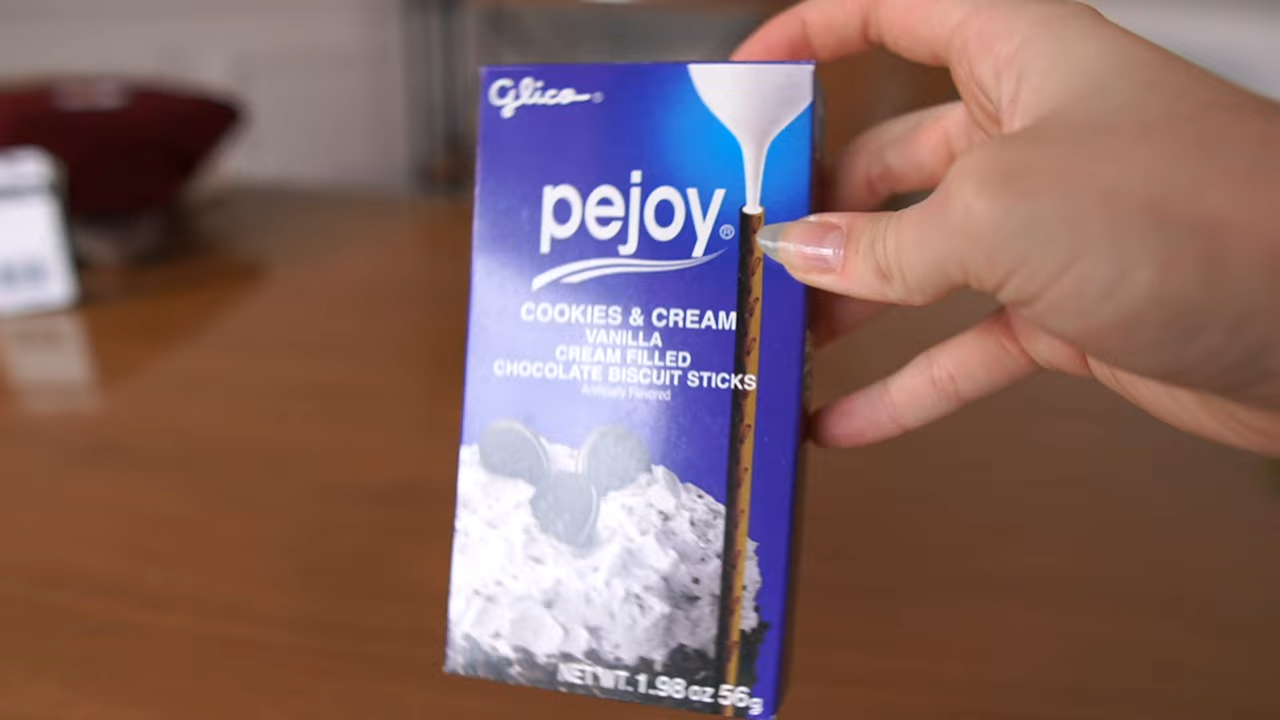 Glico®
pejoy®
COOKIES & CREAM
VANILLA
CREAM FILLED
CHOCOLATE BISCUIT STICKS
Artificially Flavored
NET WT. 1.98 oz 56g